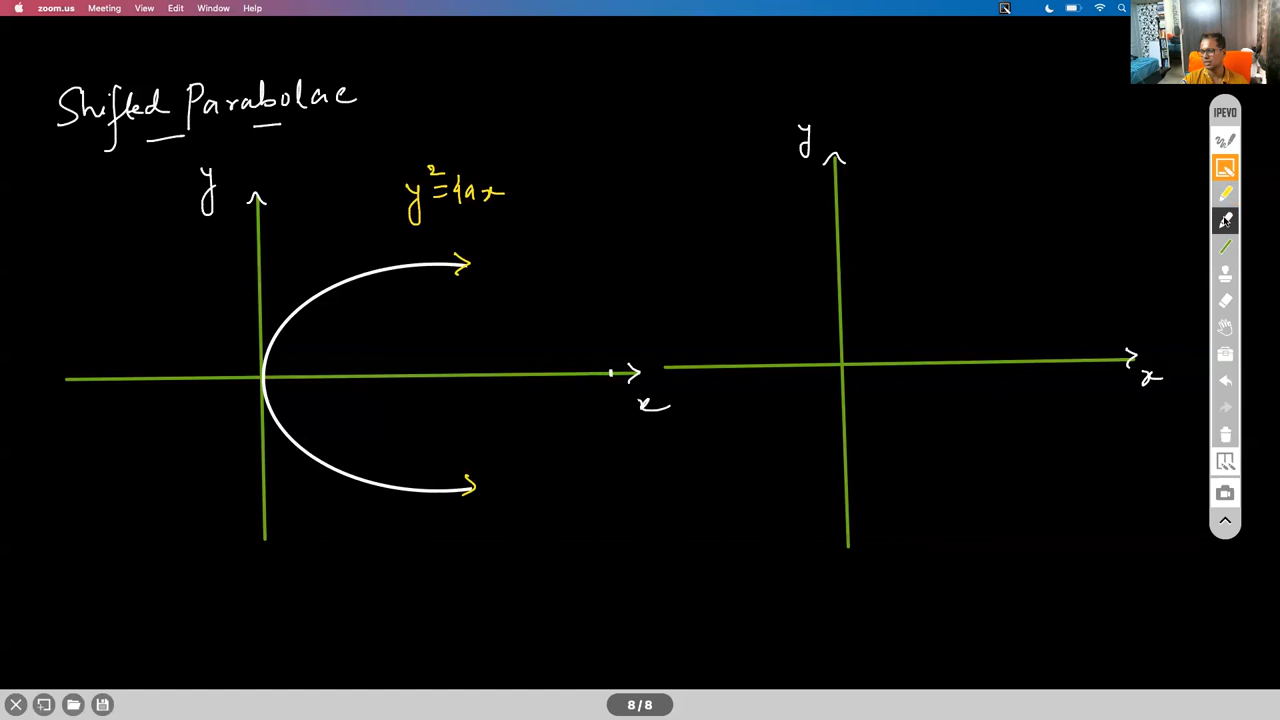 zoom.us Meeting View Edit Window Help
Shifted Parabolae
y
y² = 4ax
x
y
x
IPEVO
8/8